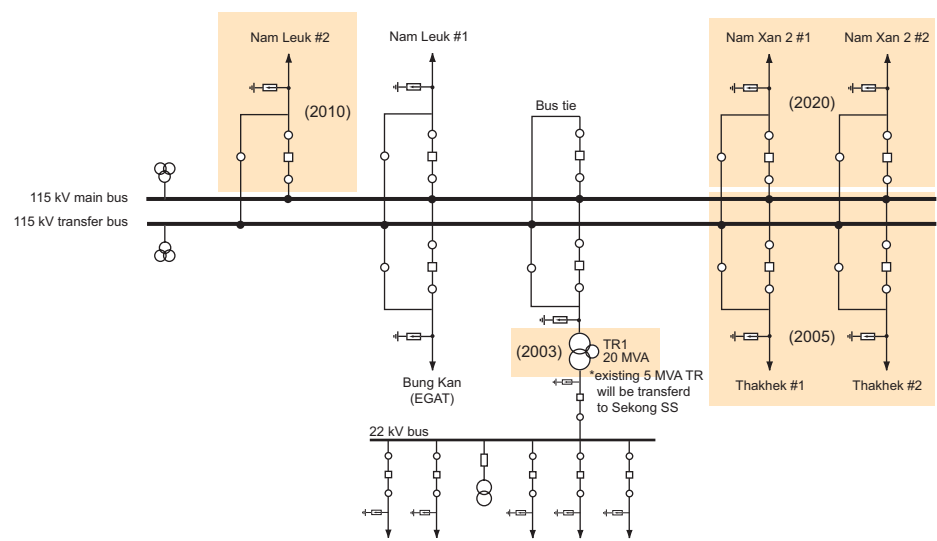 Nam Leuk #2
Nam Leuk #1
Nam Xan 2 #1
Nam Xan 2 #2
(2010)
Bus tie
(2020)
115 kV main bus
115 kV transfer bus
(2003)
TR1
20 MVA
(2005)
*existing 5 MVA TR
will be transferd
to Sekong SS
Bung Kan
(EGAT)
Thakhek #1
Thakhek #2
22 kV bus